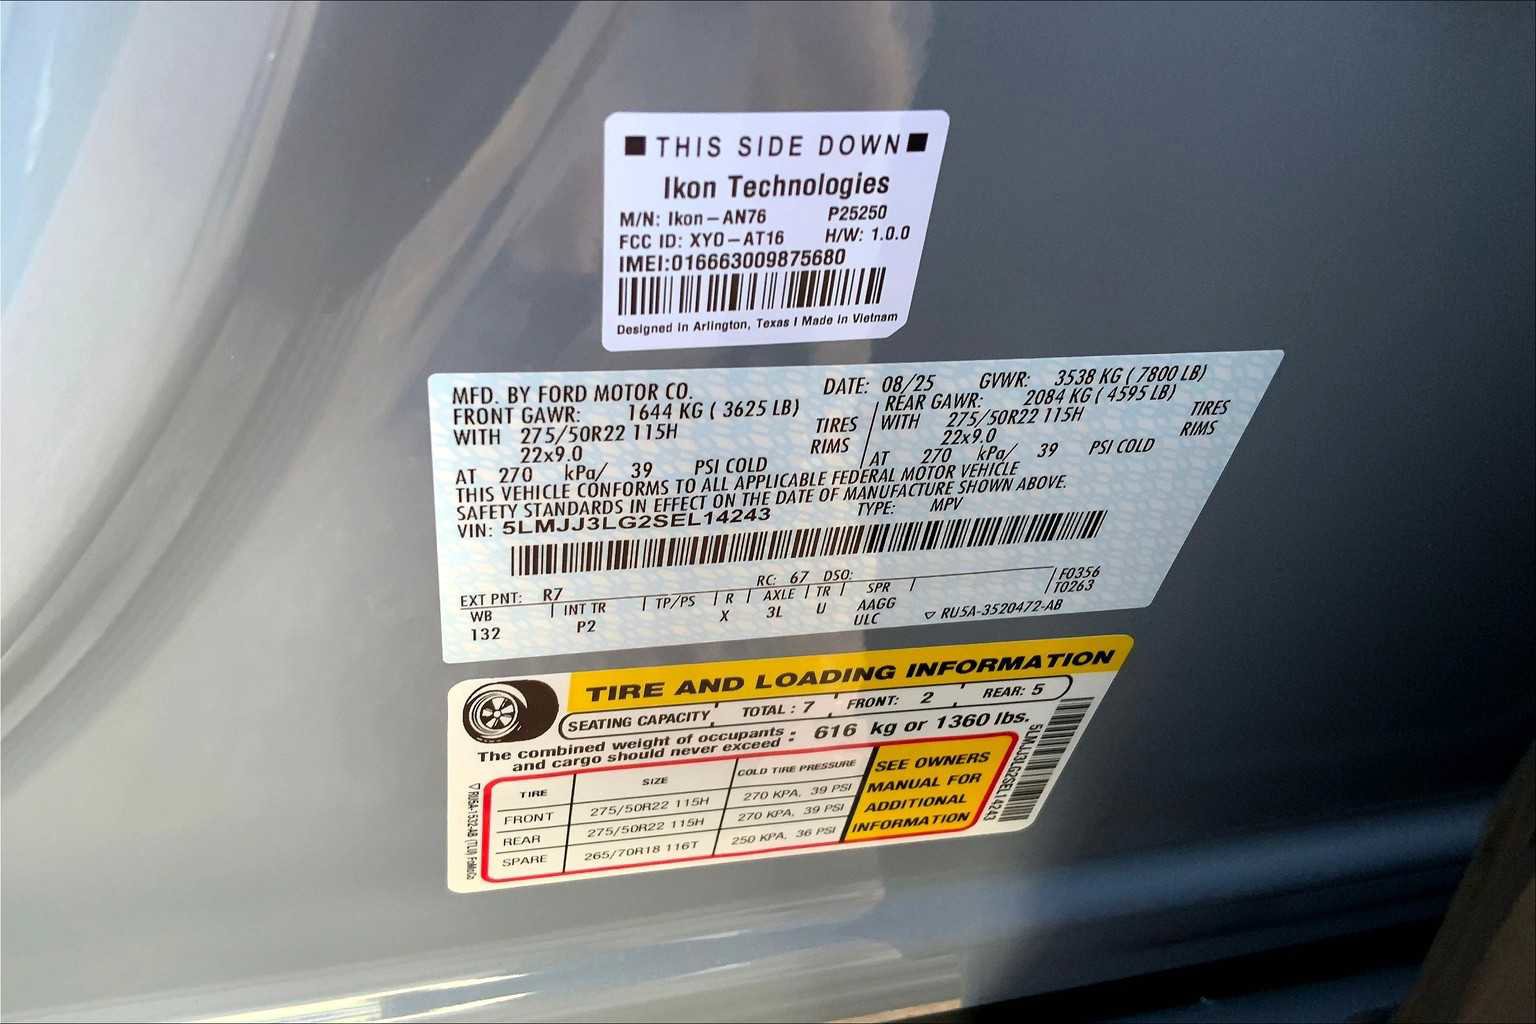 ■ THIS SIDE DOWN ■
Ikon Technologies
M/N: Ikon-AN76 P25250
FCC ID: XYO-AT16 H/W: 1.0.0
IMEI:016663009875680
Designed in Arlington, Texas | Made in Vietnam
MFD. BY FORD MOTOR CO. DATE: 08/25 GVWR: 3538 KG ( 7800 LB)
FRONT GAWR: 1644 KG ( 3625 LB) REAR GAWR: 2084 KG ( 4595 LB)
WITH 275/50R22 115H TIRES WITH 275/50R22 115H TIRES
22x9.0 RIMS 22x9.0 RIMS
AT 270 kPa/ 39 PSI COLD AT 270 kPa/ 39 PSI COLD
THIS VEHICLE CONFORMS TO ALL APPLICABLE FEDERAL MOTOR VEHICLE
SAFETY STANDARDS IN EFFECT ON THE DATE OF MANUFACTURE SHOWN ABOVE.
VIN: 5LMJJ3LG2SEL14243 TYPE: MPV
EXT PNT: R7 RC: 67 DSO: F0356
WB INT TR TP/PS R AXLE TR SPR T0263
132 P2 X 3L U AAGG
ULC ▽ RU5A-3520472-AB
TIRE AND LOADING INFORMATION
SEATING CAPACITY TOTAL : 7 FRONT: 2 REAR: 5
The combined weight of occupants
and cargo should never exceed : 616 kg or 1360 lbs.
TIRE SIZE COLD TIRE PRESSURE
FRONT 275/50R22 115H 270 KPA, 39 PSI
REAR 275/50R22 115H 270 KPA, 39 PSI
SPARE 265/70R18 116T 250 KPA, 36 PSI
SEE OWNERS
MANUAL FOR
ADDITIONAL
INFORMATION
5LMJJ3LG2SEL14243
▽ RU5A-1532-AB (TLU)